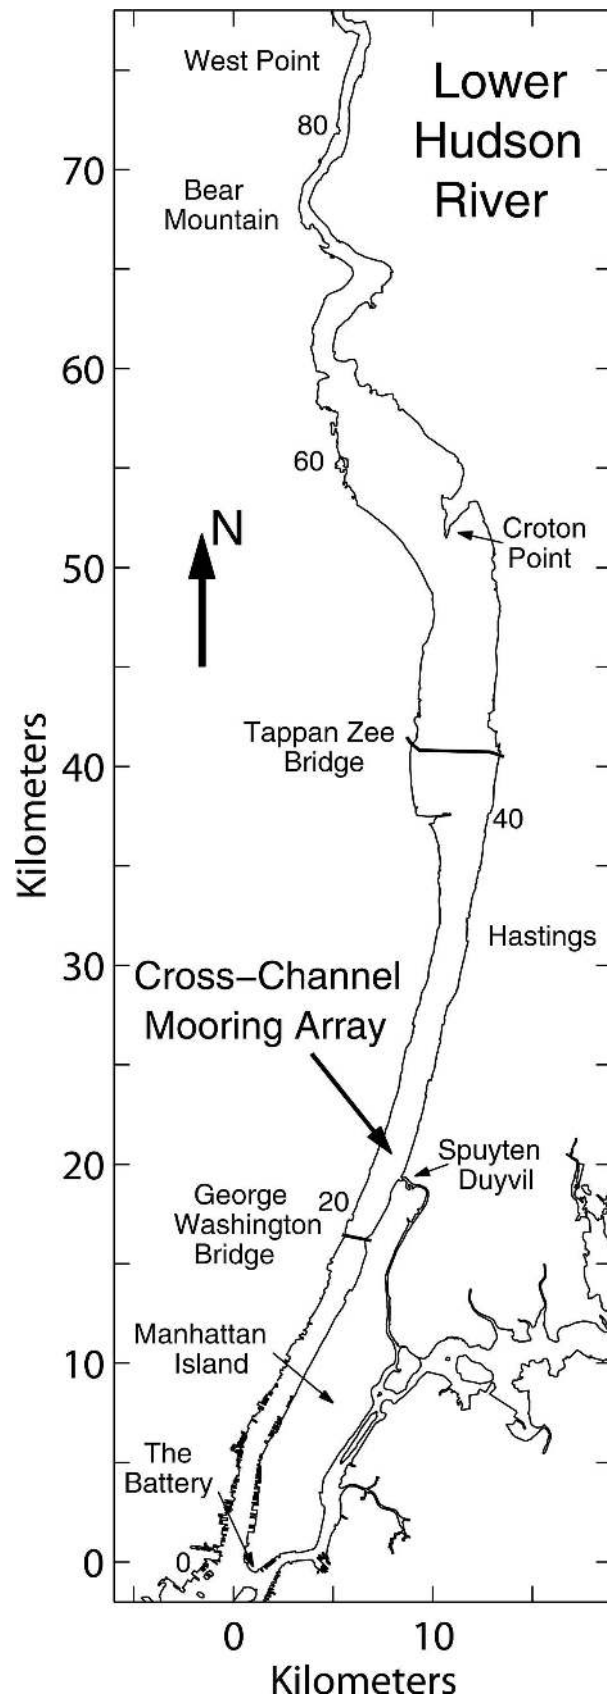 West Point
Lower
Hudson
River
80
70
Bear
Mountain
60
60
N
Croton
Point
50
Tappan Zee
Bridge
40
40
Kilometers
Hastings
Cross-Channel
Mooring Array
30
Spuyten
Duyvil
20
20
George
Washington
Bridge
Manhattan
Island
10
The
Battery
0
0
0
10
Kilometers